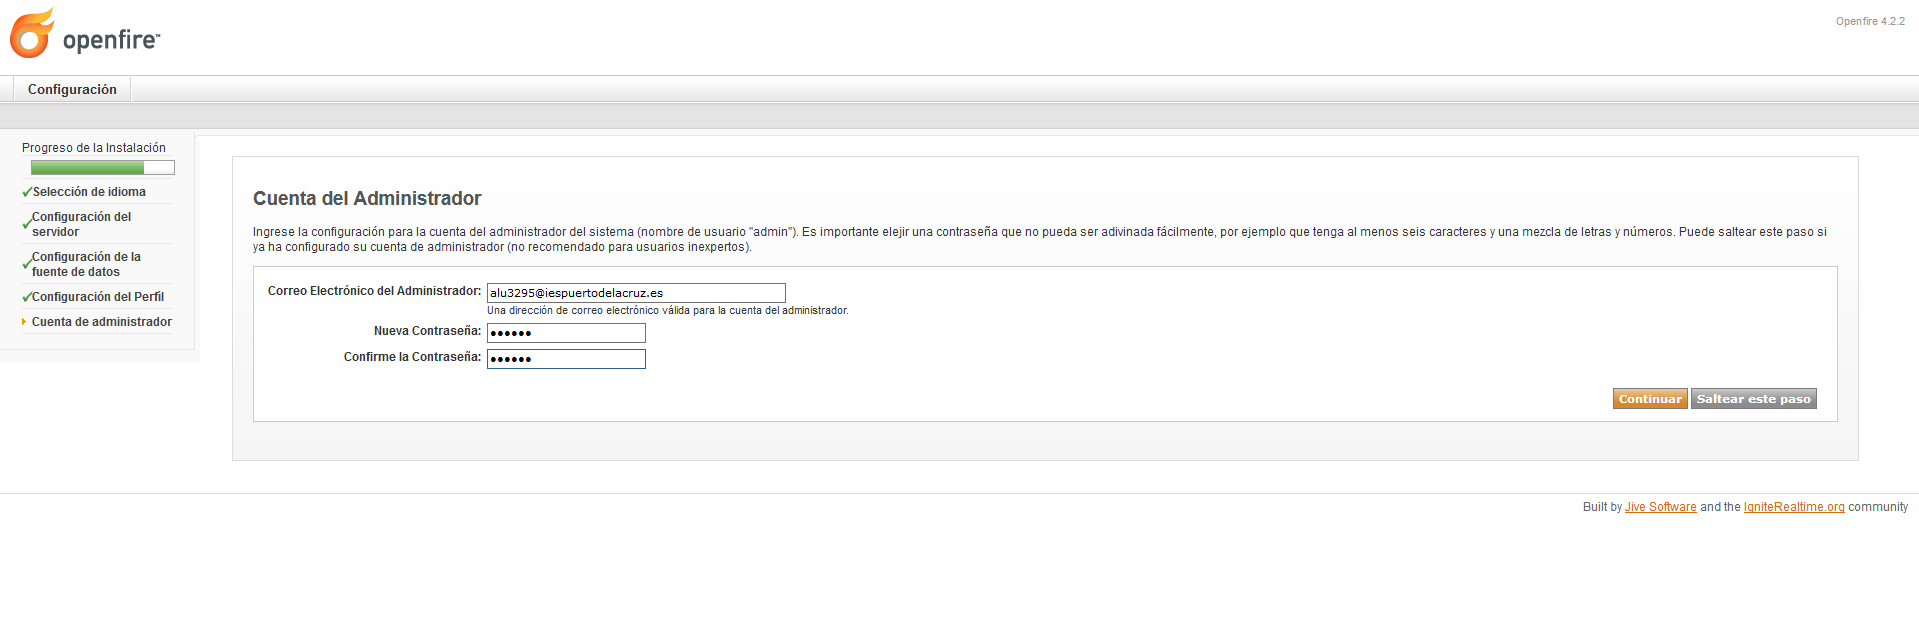 openfire™
Openfire 4.2.2
Configuración
Progreso de la Instalación
Selección de idioma
Configuración del
servidor
Configuración de la
fuente de datos
Configuración del Perfil
Cuenta de administrador
Cuenta del Administrador
Ingrese la configuración para la cuenta del administrador del sistema (nombre de usuario "admin"). Es importante elejir una contraseña que no pueda ser adivinada fácilmente, por ejemplo que tenga al menos seis caracteres y una mezcla de letras y números. Puede saltear este paso si
ya ha configurado su cuenta de administrador (no recomendado para usuarios inexpertos).
Correo Electrónico del Administrador: alu3295@iespuertodelacruz.es
Una dirección de correo electrónico válida para la cuenta del administrador.
Nueva Contraseña: ••••••
Confirme la Contraseña: ••••••
Continuar Saltear este paso
Built by Jive Software and the IgniteRealtime.org community